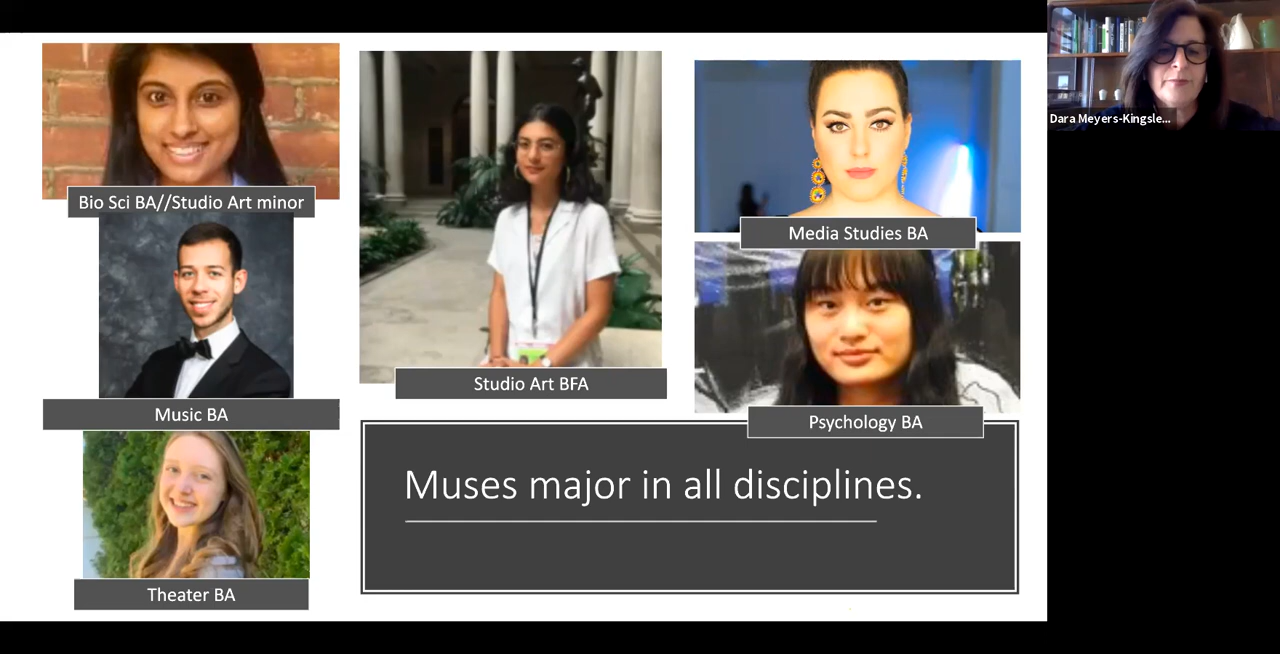 Bio Sci BA//Studio Art minor
Music BA
Theater BA
Studio Art BFA
Media Studies BA
Psychology BA
Muses major in all disciplines.
Dara Meyers-Kingsle...